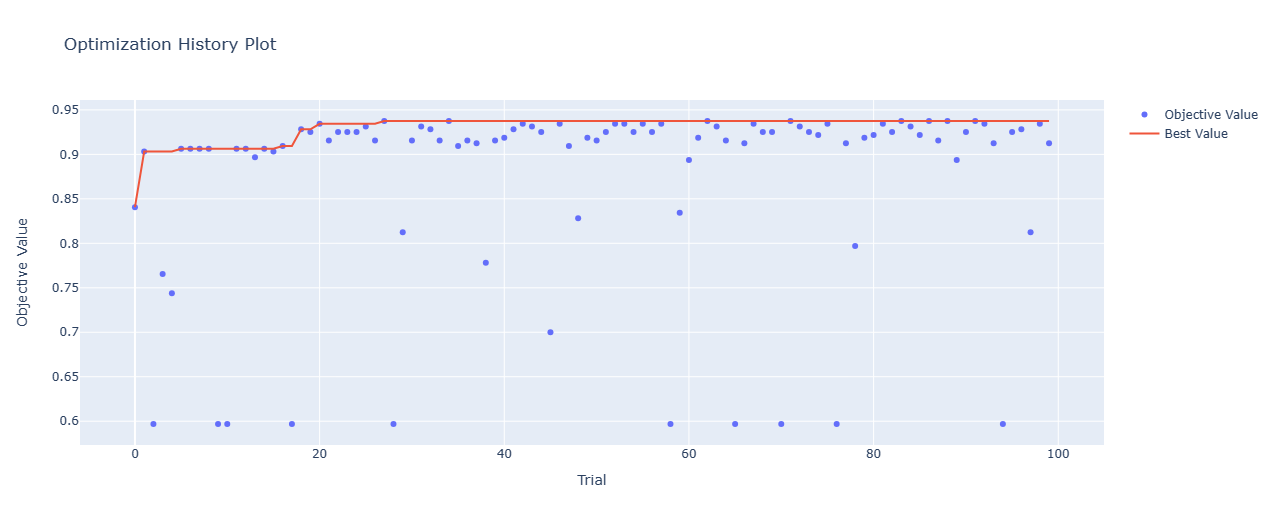 Optimization History Plot
Objective Value
Best Value
0.95
0.9
0.85
0.8
0.75
0.7
0.65
0.6
Objective Value
0 20 40 60 80 100
Trial